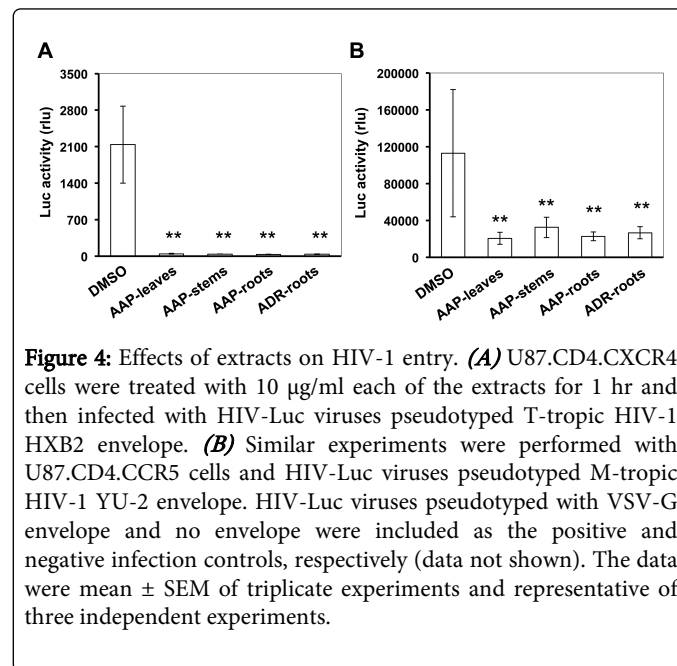 A
B
3500
2800
2100
1400
700
0
Luc activity (rlu)
** ** ** **
DMSO
AAP-leaves
AAP-stems
AAP-roots
ADR-roots
200000
160000
120000
80000
40000
0
Luc activity (rlu)
** ** ** **
DMSO
AAP-leaves
AAP-stems
AAP-roots
ADR-roots
Figure 4: Effects of extracts on HIV-1 entry. (A) U87.CD4.CXCR4
cells were treated with 10 μg/ml each of the extracts for 1 hr and
then infected with HIV-Luc viruses pseudotyped T-tropic HIV-1
HXB2 envelope. (B) Similar experiments were performed with
U87.CD4.CCR5 cells and HIV-Luc viruses pseudotyped M-tropic
HIV-1 YU-2 envelope. HIV-Luc viruses pseudotyped with VSV-G
envelope and no envelope were included as the positive and
negative infection controls, respectively (data not shown). The data
were mean ± SEM of triplicate experiments and representative of
three independent experiments.